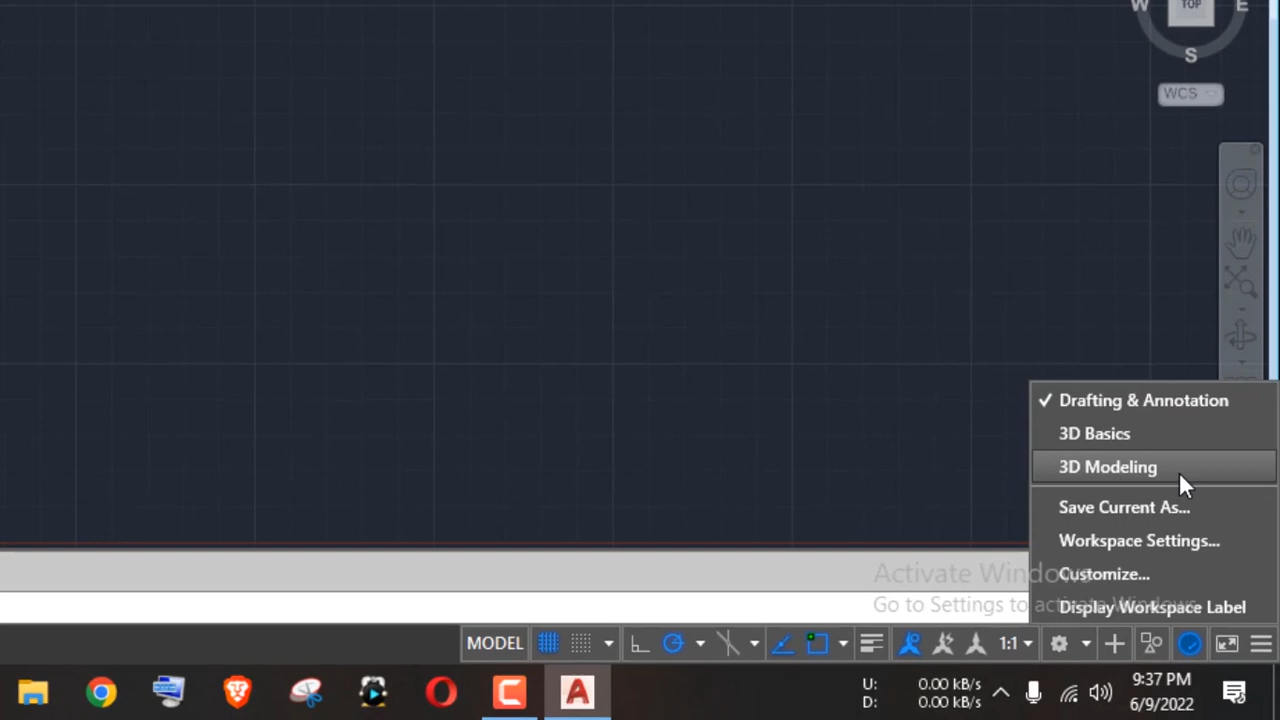 W
TOP
E
S
WCS
✓ Drafting & Annotation
3D Basics
3D Modeling
Save Current As...
Workspace Settings...
Customize...
Display Workspace Label
Activate Windows
Go to Settings to activate Windows.
MODEL
1:1
U: 0.00 kB/s
D: 0.00 kB/s
9:37 PM
6/9/2022